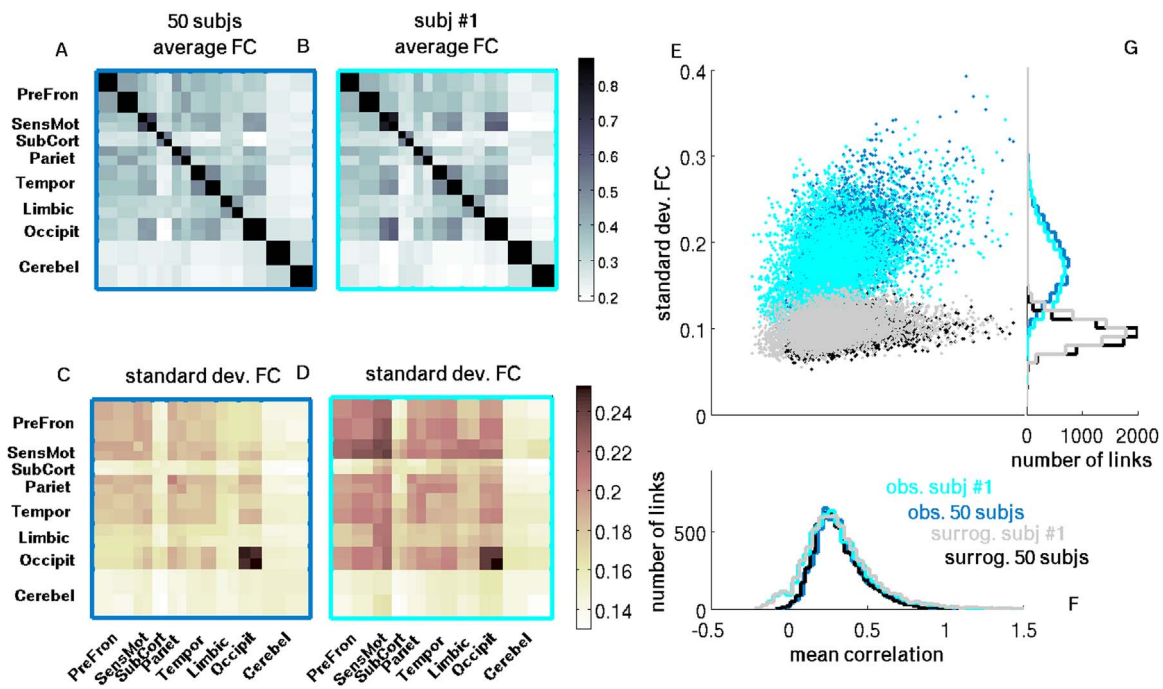 50 subjs
average FC
subj #1
average FC
A
B
E
G
PreFron
SensMot
SubCort
Pariet
Tempor
Limbic
Occipit
Cerebel
0.8
0.7
0.6
0.5
0.4
0.3
0.2
standard dev. FC
0.4
0.3
0.2
0.1
0
0 1000 2000
number of links
C
standard dev. FC
D
standard dev. FC
PreFron
SensMot
SubCort
Pariet
Tempor
Limbic
Occipit
Cerebel
0.24
0.22
0.2
0.18
0.16
0.14
PreFron
SensMot
SubCort
Pariet
Tempor
Limbic
Occipit
Cerebel
PreFron
SensMot
SubCort
Pariet
Tempor
Limbic
Occipit
Cerebel
number of links
500
0
obs. subj #1
obs. 50 subjs
surrog. subj #1
surrog. 50 subjs
F
-0.5 0 0.5 1 1.5
mean correlation